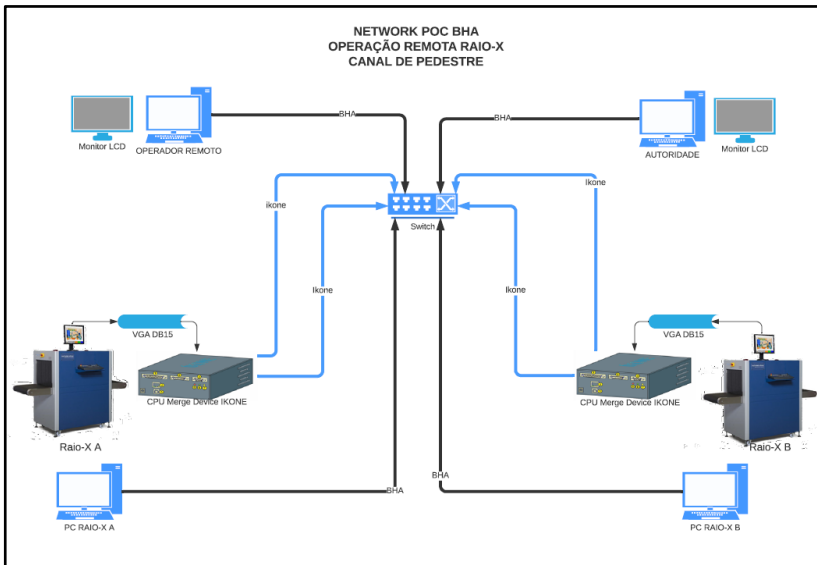 NETWORK POC BHA
OPERAÇÃO REMOTA RAIO-X
CANAL DE PEDESTRE
BHA
BHA
Monitor LCD
OPERADOR REMOTO
AUTORIDADE
Monitor LCD
ikone
Ikone
Switch
Ikone
Ikone
VGA DB15
VGA DB15
CPU Merge Device IKONE
CPU Merge Device IKONE
Raio-X A
Raio-X B
BHA
BHA
PC RAIO-X A
PC RAIO-X B